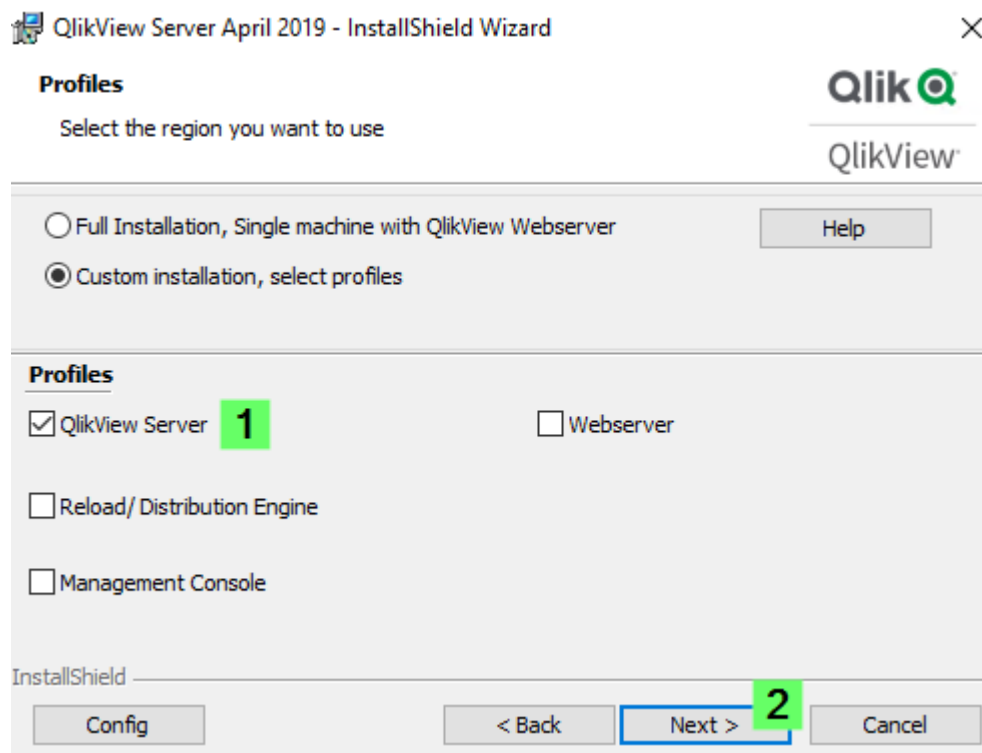 QlikView Server April 2019 - InstallShield Wizard
Profiles
Select the region you want to use
Qlik
QlikView
Full Installation, Single machine with QlikView Webserver
Help
Custom installation, select profiles
Profiles
QlikView Server
1
Webserver
Reload/Distribution Engine
Management Console
InstallShield
Config
< Back
Next >
2
Cancel